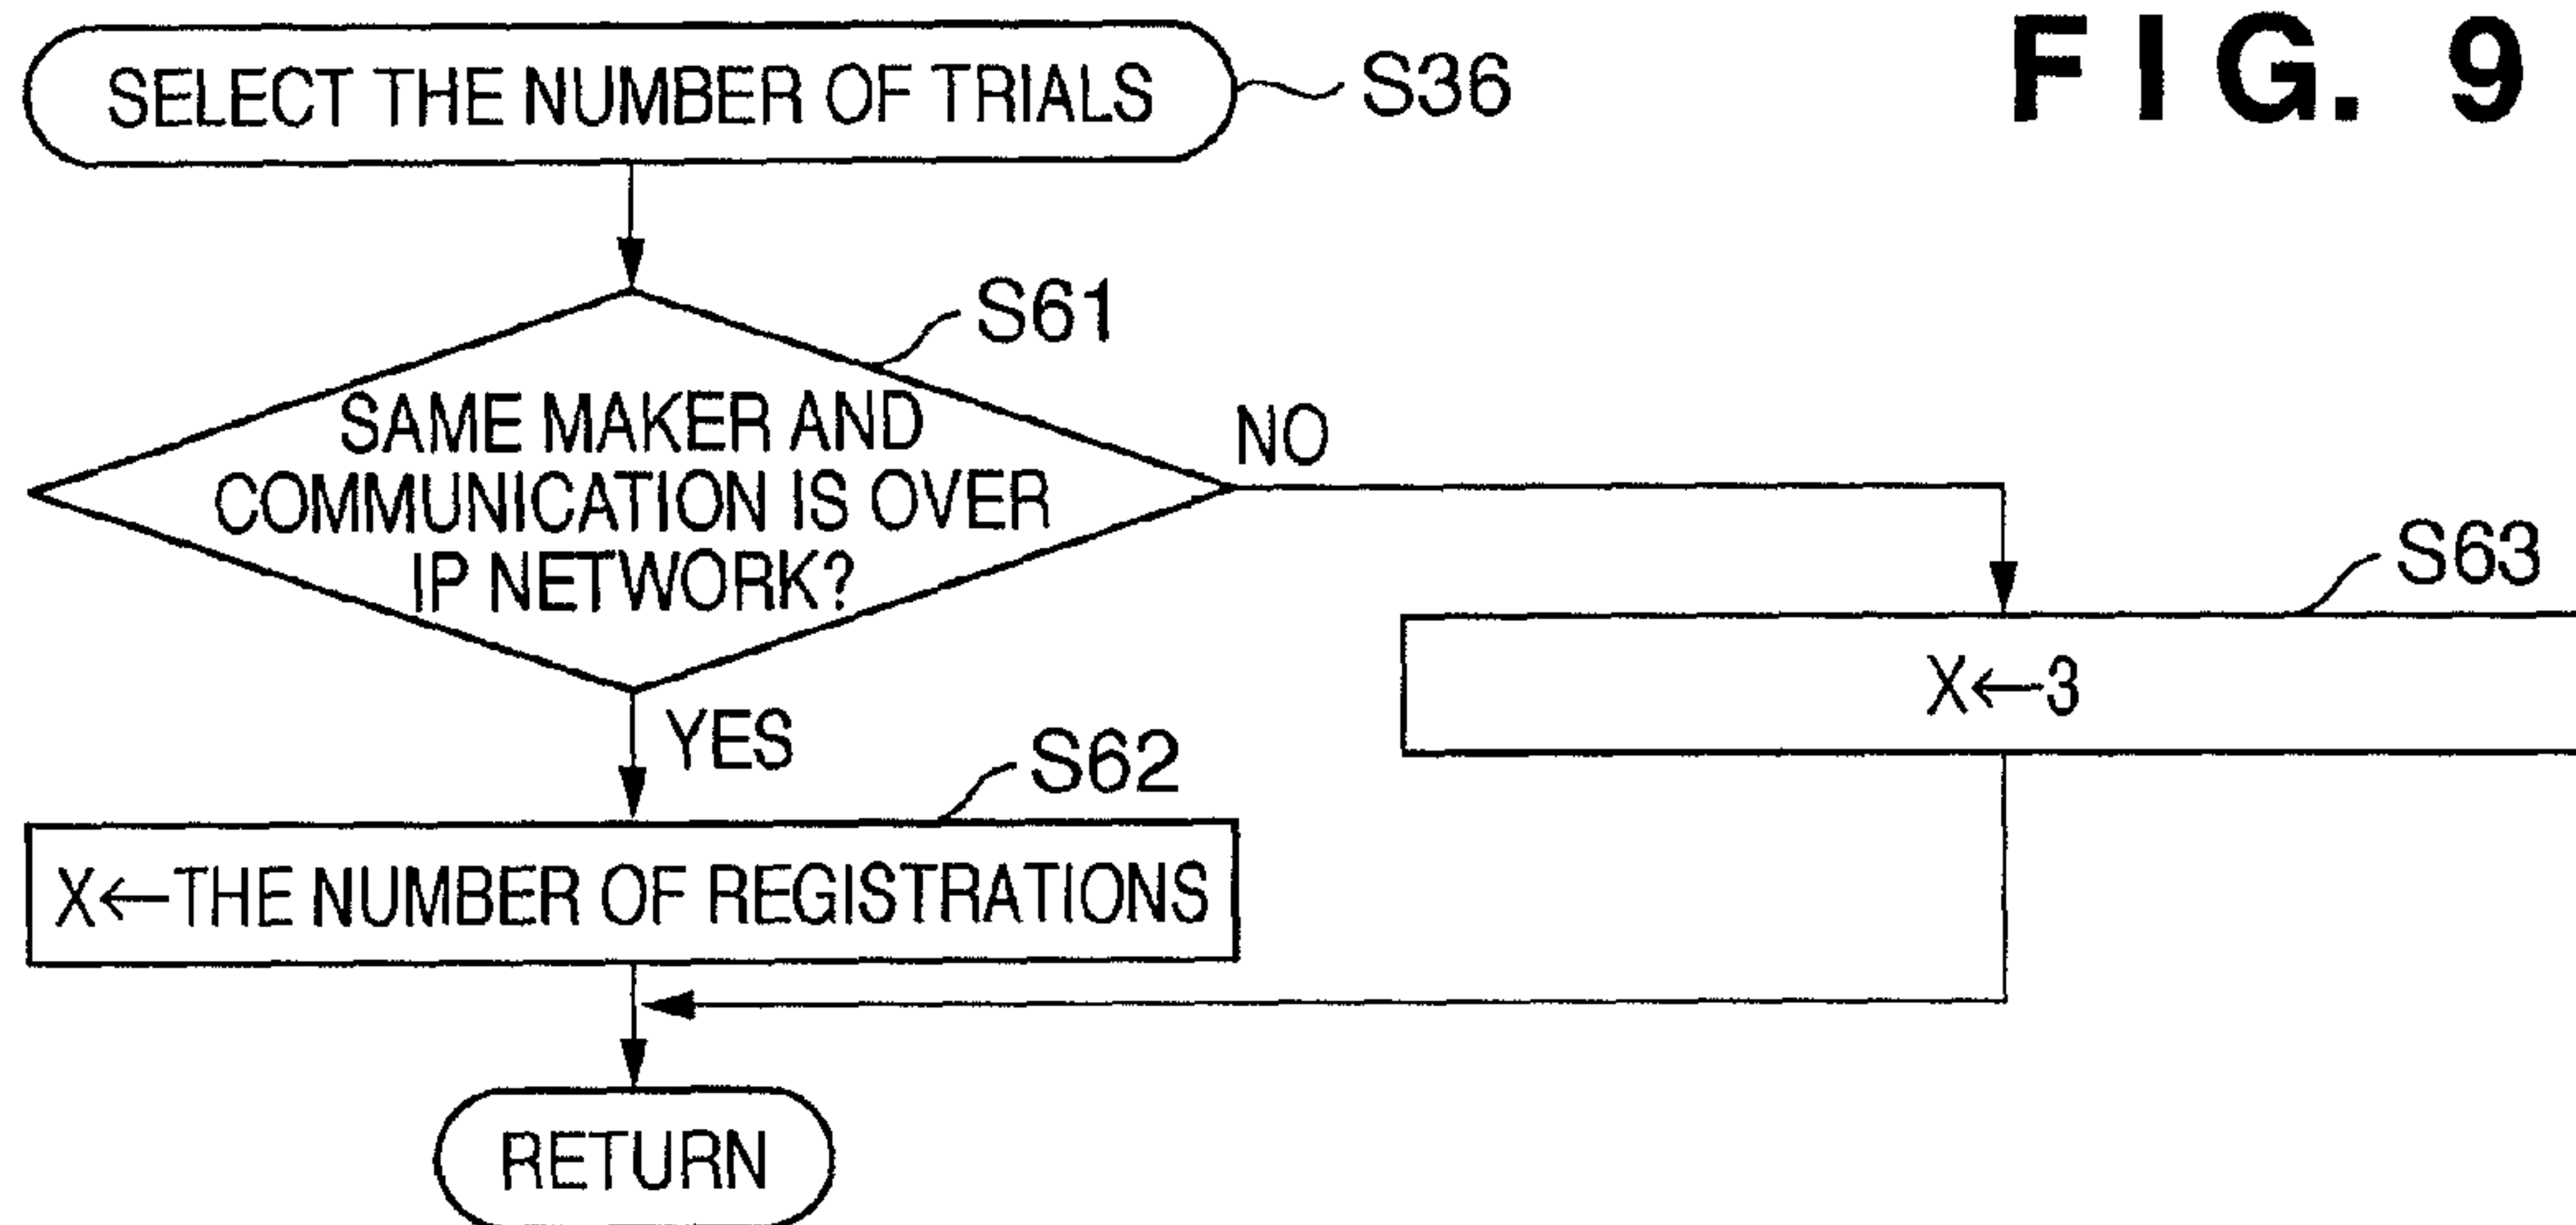 FIG. 9
SELECT THE NUMBER OF TRIALS
S36
S61
SAME MAKER AND
COMMUNICATION IS OVER
IP NETWORK?
NO
YES
S63
X←3
S62
X←THE NUMBER OF REGISTRATIONS
RETURN